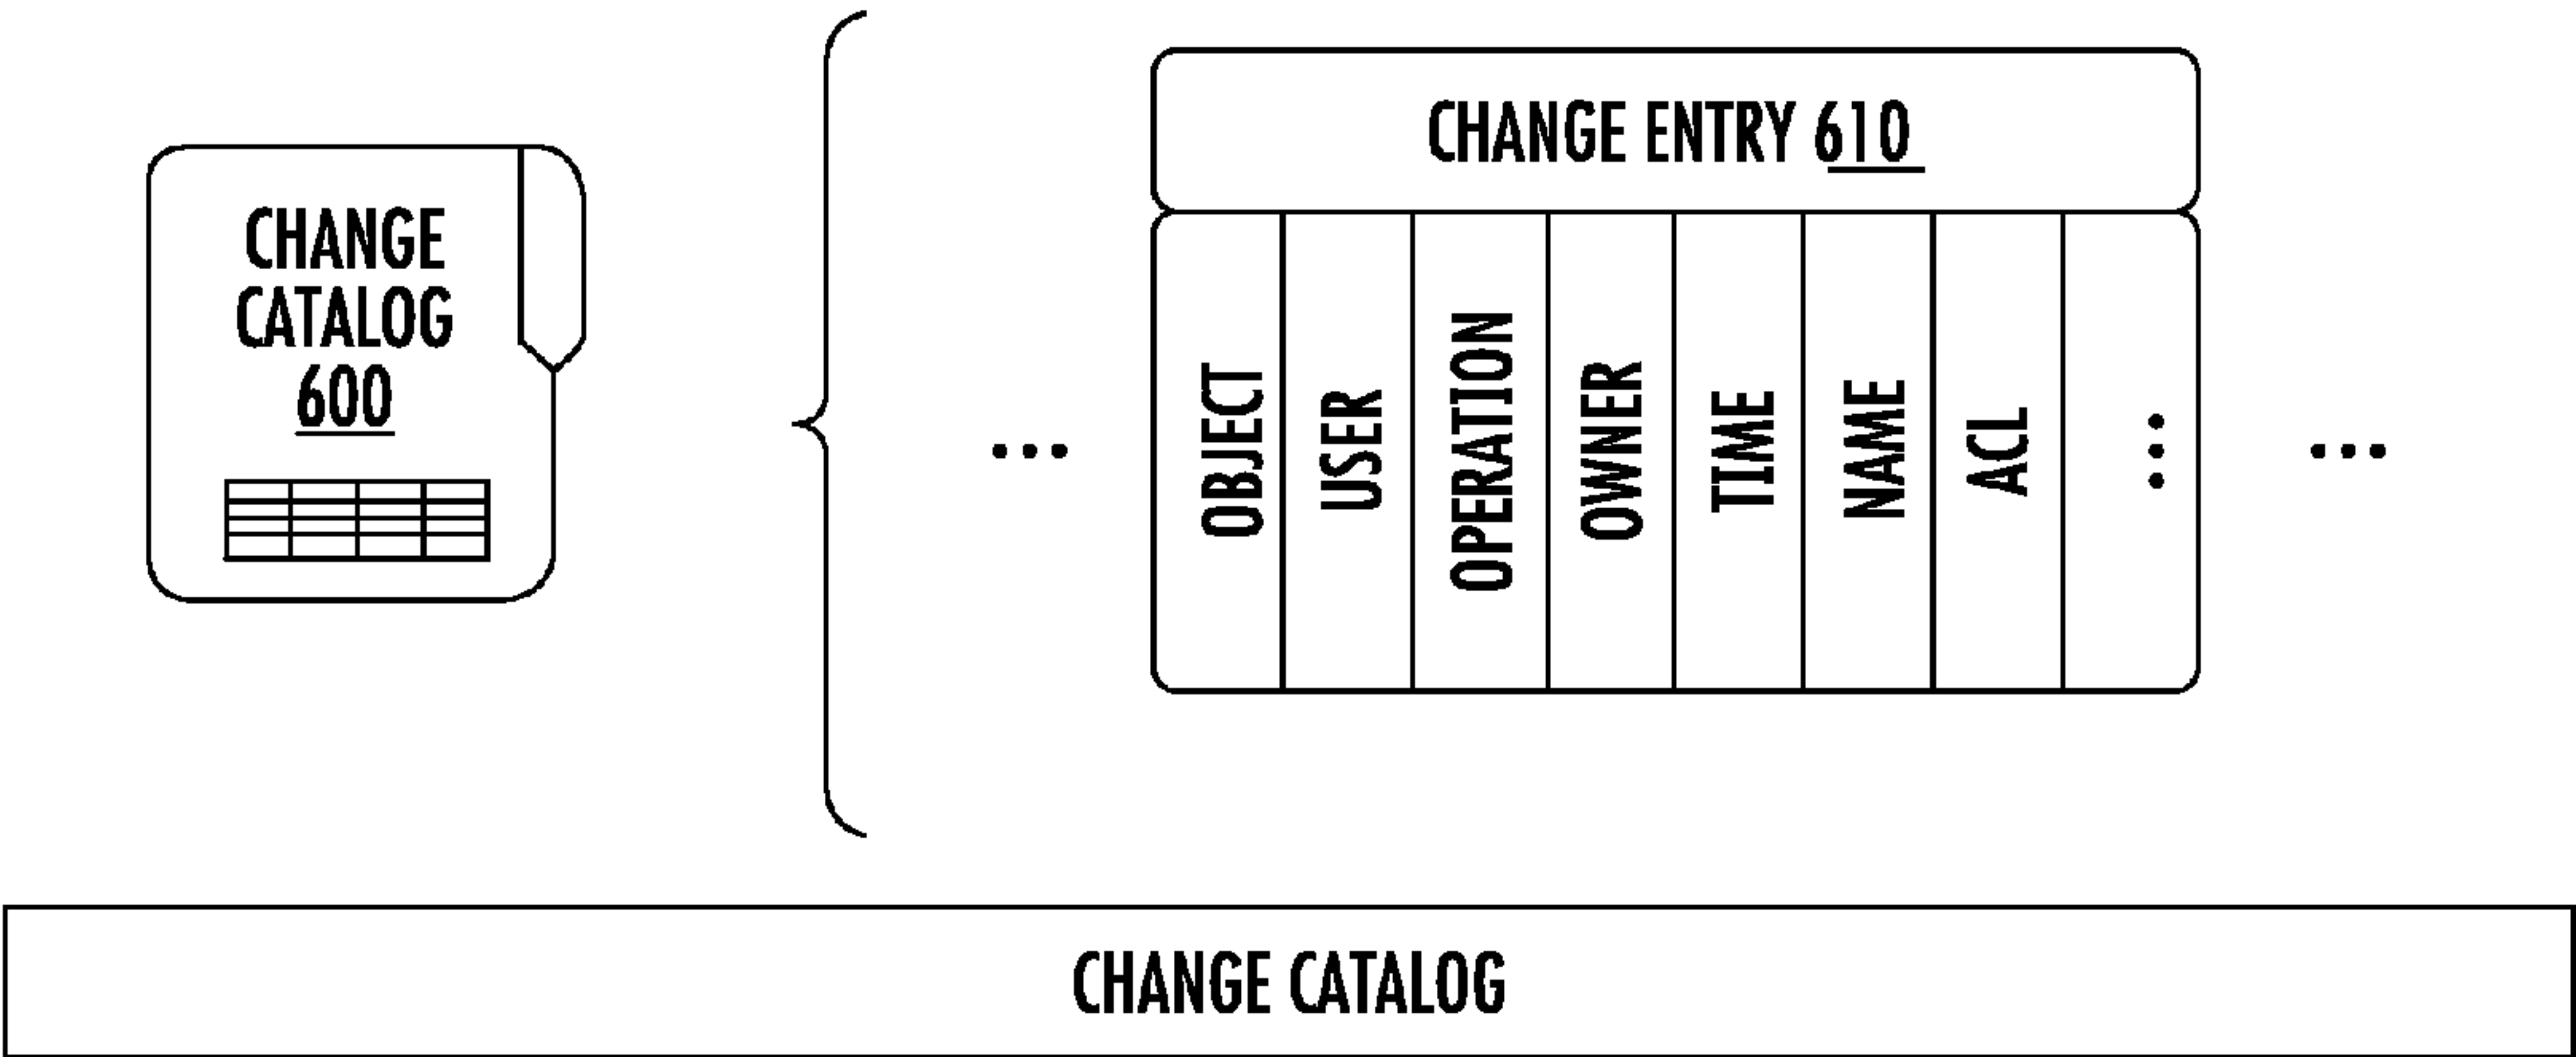 CHANGE
CATALOG
600
CHANGE ENTRY 610
OBJECT
USER
OPERATION
OWNER
TIME
NAME
ACL
...
...
...
CHANGE CATALOG